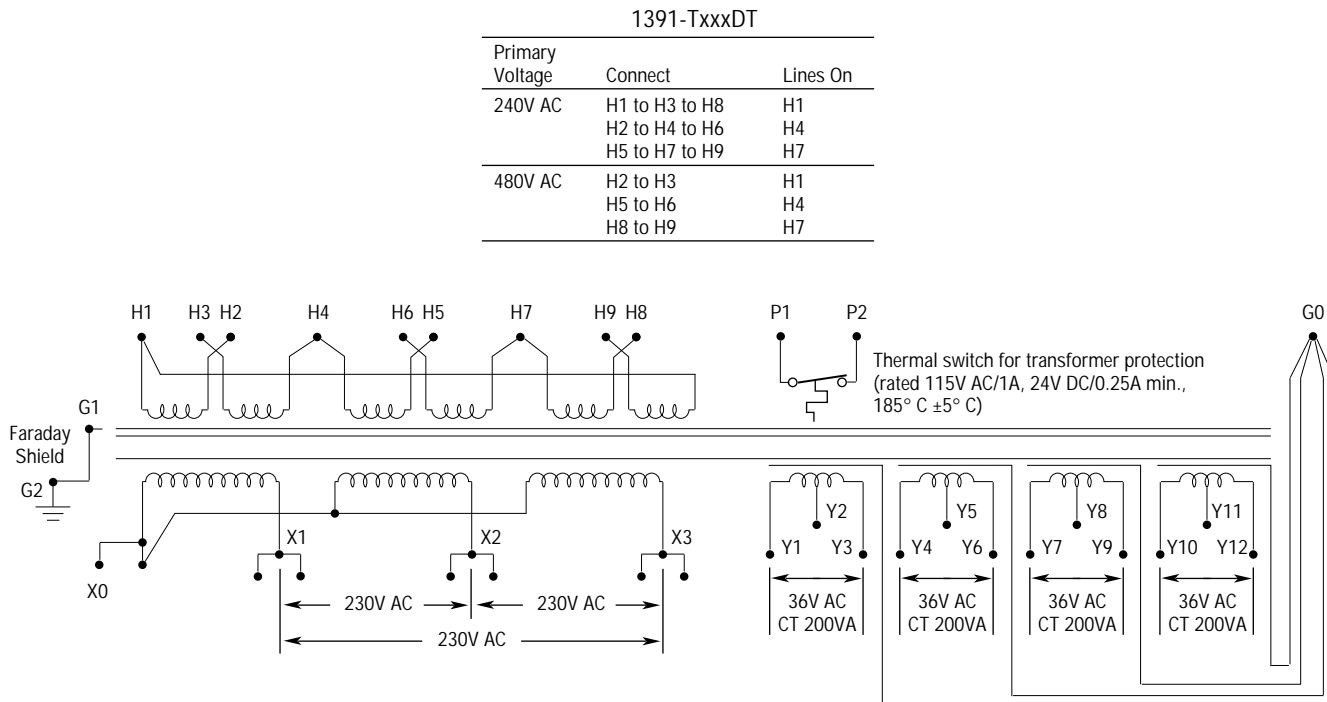 1391-TxxxDT
Primary
Voltage Connect Lines On
240V AC H1 to H3 to H8 H1
H2 to H4 to H6 H4
H5 to H7 to H9 H7
480V AC H2 to H3 H1
H5 to H6 H4
H8 to H9 H7
H1 H3 H2 H4 H6 H5 H7 H9 H8 P1 P2 G0
Thermal switch for transformer protection
(rated 115V AC/1A, 24V DC/0.25A min.,
185° C ±5° C)
G1
Faraday
Shield
G2
Y2 Y5 Y8 Y11
X1 X2 X3 Y1 Y3 Y4 Y6 Y7 Y9 Y10 Y12
X0
230V AC 230V AC 36V AC 36V AC 36V AC 36V AC
CT 200VA CT 200VA CT 200VA CT 200VA
230V AC